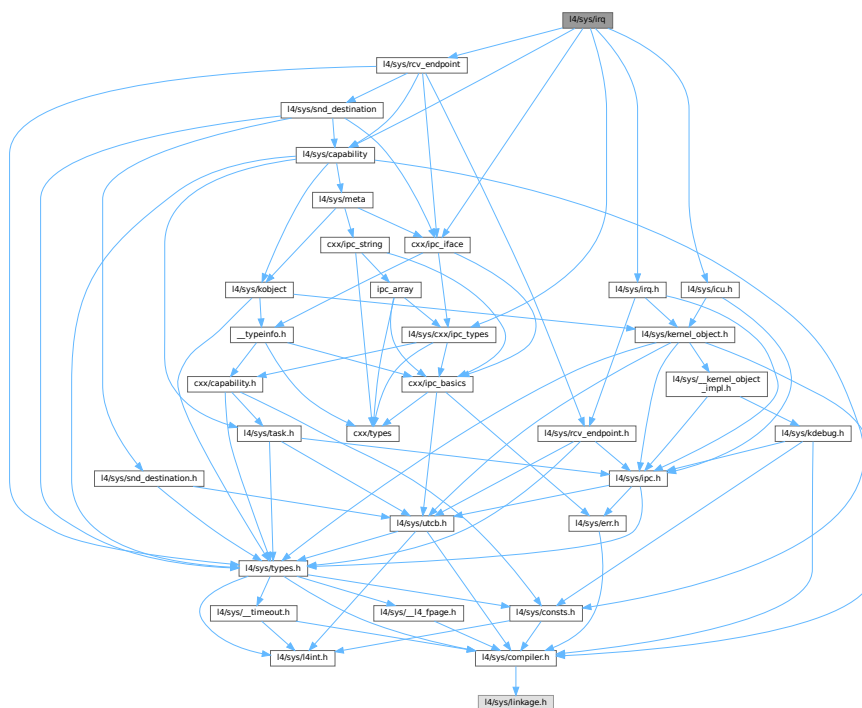 l4/sys/irq
l4/sys/rcv_endpoint
l4/sys/snd_destination
l4/sys/capability
l4/sys/meta
cxx/ipc_string
cxx/ipc_iface
l4/sys/kobject
ipc_array
l4/sys/irq.h
l4/sys/icu.h
__typeinfo.h
l4/sys/cxx/ipc_types
l4/sys/kernel_object.h
cxx/capability.h
cxx/ipc_basics
l4/sys/__kernel_object
_impl.h
l4/sys/task.h
cxx/types
l4/sys/rcv_endpoint.h
l4/sys/kdebug.h
l4/sys/snd_destination.h
l4/sys/ipc.h
l4/sys/utcb.h
l4/sys/err.h
l4/sys/types.h
l4/sys/__timeout.h
l4/sys/__l4_fpage.h
l4/sys/consts.h
l4/sys/l4int.h
l4/sys/compiler.h
l4/sys/linkage.h